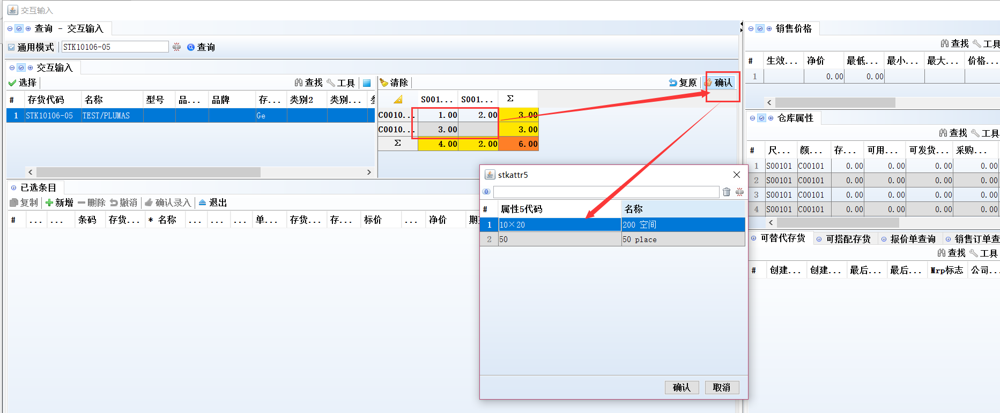 交互输入
查询 - 交互输入
通用模式 STK10106-05 查询
交互输入
选择 查找 工具
# 存货代码 名称 型号 品... 品牌 存... 类别2 类别...
1 STK10106-05 TEST/PLUMAS Ge
清除 复原 确认
S001... S001... Σ
C0010... 1.00 2.00 3.00
C0010... 3.00 3.00
Σ 4.00 2.00 6.00
已选条目
复制 新增 删除 撤消 确认录入 退出
# ... ... 条码 存货... * 名称 ... ... ... 单... 存货... 存... 标价 ... 净价
stkattr5
# 属性5代码 名称
1 10×20 200 空间
2 50 50 place
确认 取消
销售价格
查找 工具
# 生效... 净价 最低... 最小... 最大... 价格...
1 0.00 0.00
仓库属性
查找 工具
# 尺... 颜... 存... 可用... 可发货... 采购...
1 S00101 C00101 0.00 0.00 0.00 0.00
2 S00101 C00101 0.00 0.00 0.00 0.00
3 S00101 C00101 0.00 0.00 0.00 0.00
4 S00101 C00101 0.00 0.00 0.00 0.00
可替代存货 可搭配存货 报价单查询 销售订单查
查找 工具
# 创建... 创建... 最后... 最后... Mrp标志 公司...